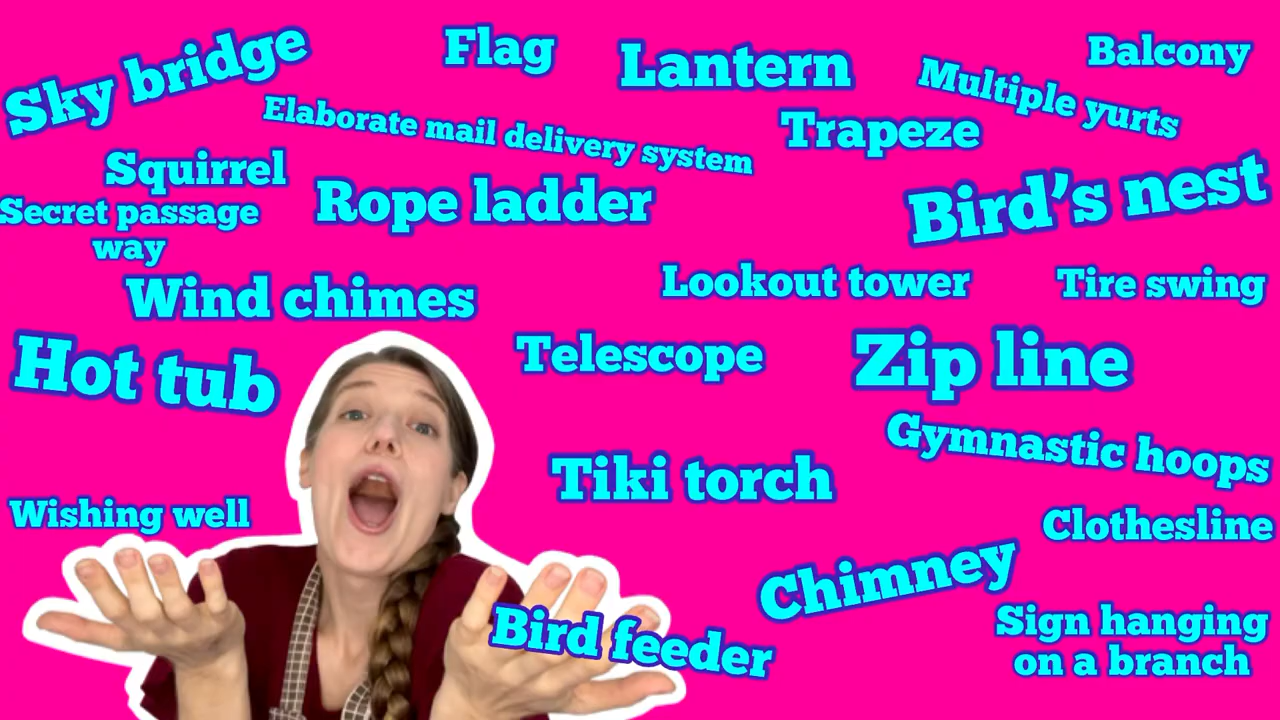 Sky bridge
Flag
Lantern
Balcony
Multiple yurts
Elaborate mail delivery system
Trapeze
Squirrel
Rope ladder
Bird’s nest
Secret passage
way
Wind chimes
Lookout tower
Tire swing
Hot tub
Telescope
Zip line
Gymnastic hoops
Tiki torch
Wishing well
Clothesline
Chimney
Bird feeder
Sign hanging
on a branch